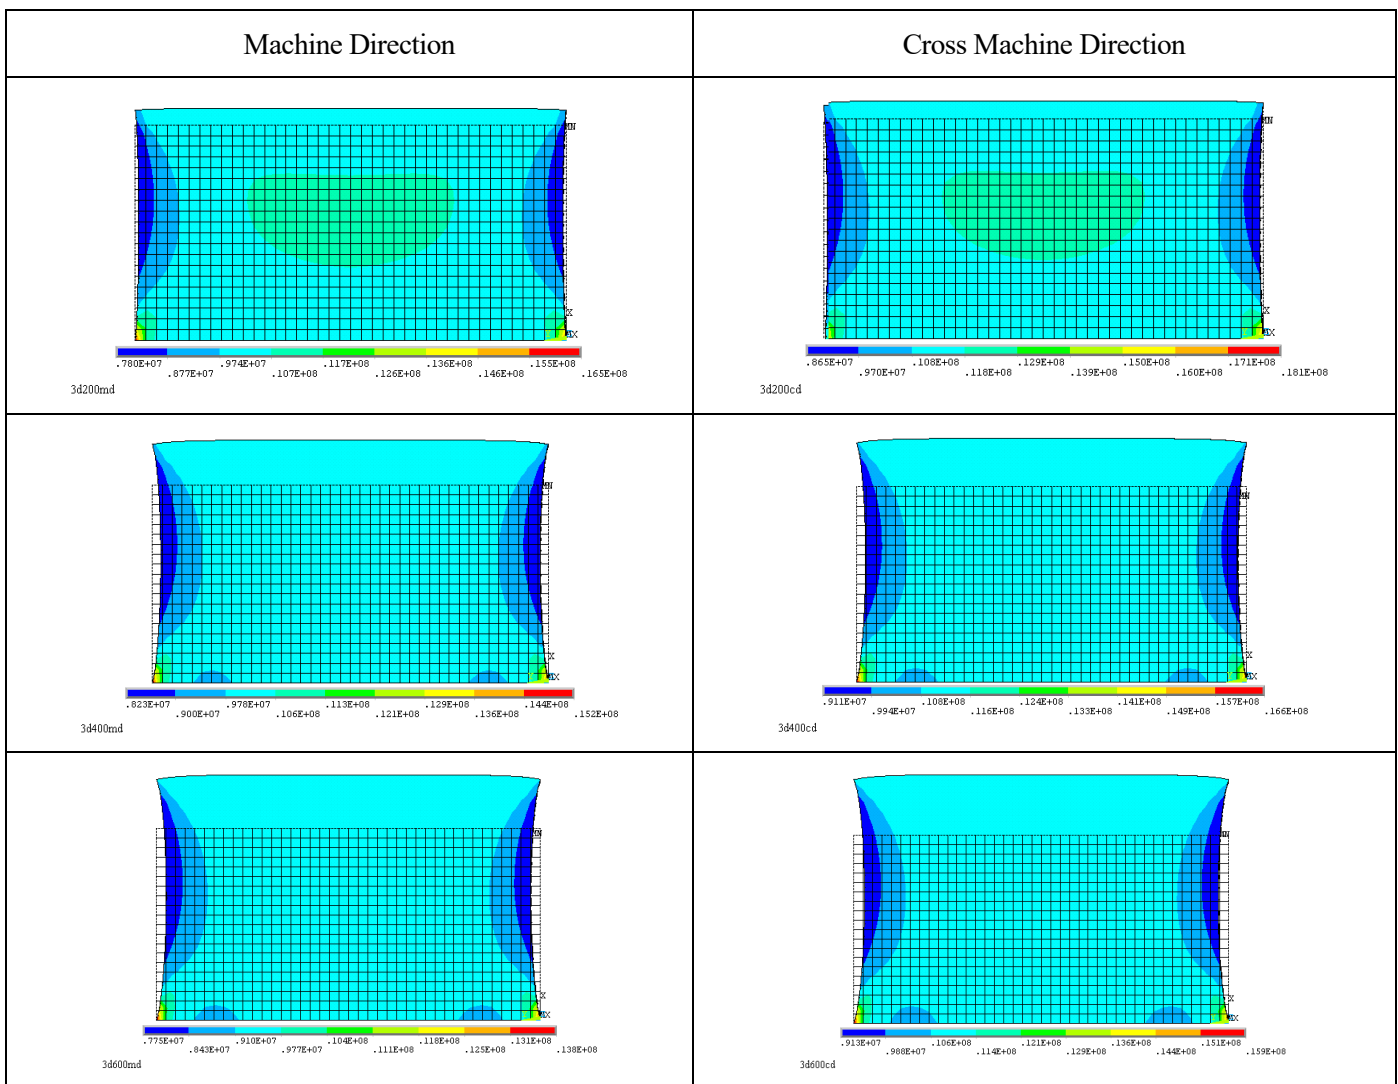 Machine Direction
Cross Machine Direction
MN
X
.780E+07 .974E+07 .117E+08 .136E+08 .155E+08
.877E+07 .107E+08 .126E+08 .146E+08 .165E+08
3d200md
MN
X
.865E+07 .108E+08 .129E+08 .150E+08 .171E+08
.970E+07 .118E+08 .139E+08 .160E+08 .181E+08
3d200cd
X
.823E+07 .978E+07 .113E+08 .129E+08 .144E+08
.900E+07 .106E+08 .121E+08 .136E+08 .152E+08
3d400md
X
.911E+07 .108E+08 .124E+08 .141E+08 .157E+08
.994E+07 .116E+08 .133E+08 .149E+08 .166E+08
3d400cd
X
.775E+07 .910E+07 .104E+08 .118E+08 .131E+08
.843E+07 .977E+07 .111E+08 .125E+08 .138E+08
3d600md
X
.913E+07 .106E+08 .121E+08 .136E+08 .151E+08
.988E+07 .114E+08 .129E+08 .144E+08 .159E+08
3d600cd